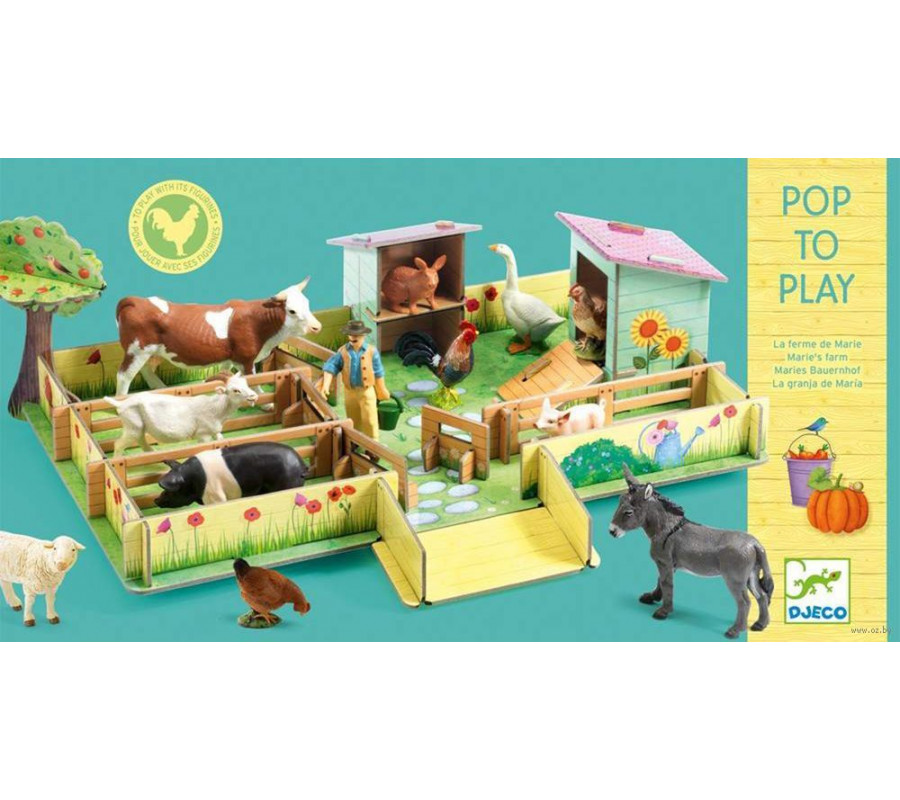 • TO PLAY WITH ITS FIGURINES •
POUR JOUER AVEC SES FIGURINES
POP
TO
PLAY
La ferme de Marie
Marie's farm
Maries Bauernhof
La granja de María
DJECO
www.oz.by